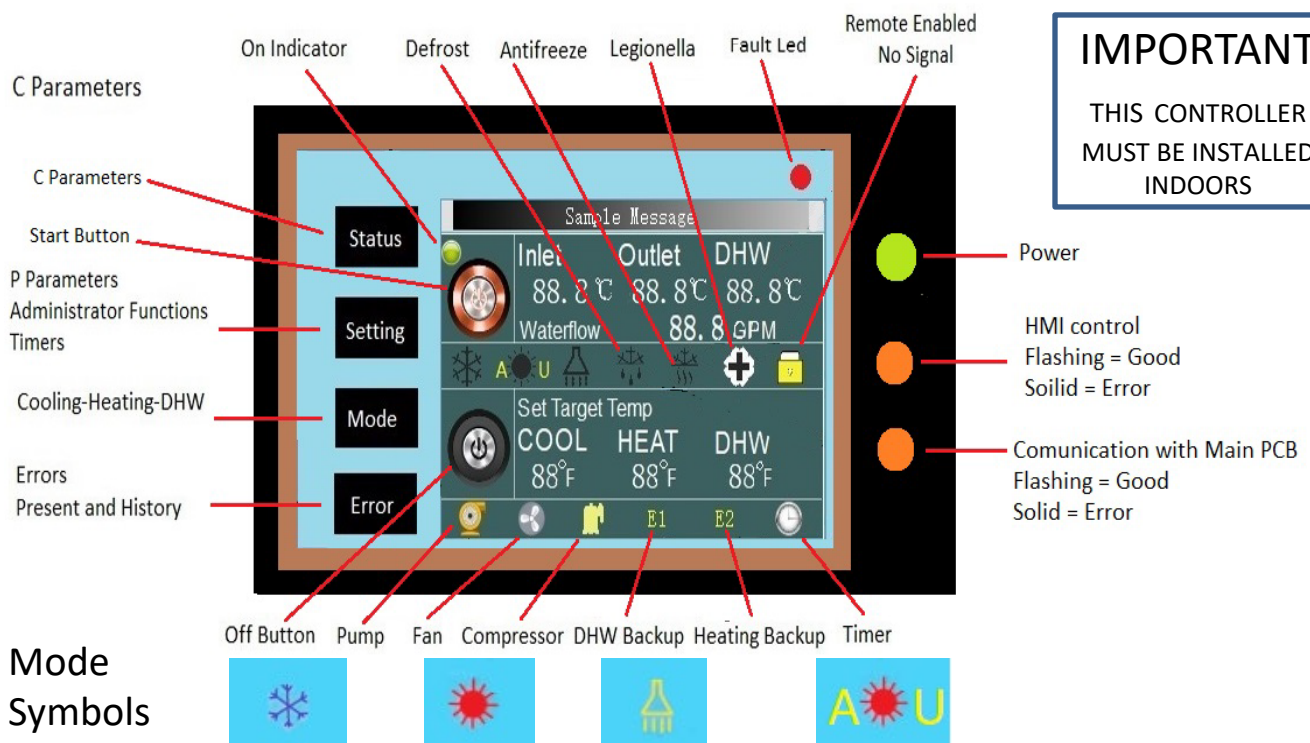 Remote Enabled
No Signal
On Indicator
Defrost
Antifreeze
Legionella
Fault Led
IMPORTANT
THIS CONTROLLER
MUST BE INSTALLED
INDOORS
C Parameters
C Parameters
Start Button
P Parameters
Administrator Functions
Timers
Cooling-Heating-DHW
Errors
Present and History
Status
Setting
Mode
Error
Sample Message
Inlet Outlet DHW
88.8℃ 88.8℃ 88.8℃
Waterflow 88.8 GPM
A U
Set Target Temp
COOL HEAT DHW
88°F 88°F 88°F
E1 E2
Power
HMI control
Flashing = Good
Soilid = Error
Comunication with Main PCB
Flashing = Good
Solid = Error
Off Button
Pump
Fan
Compressor
DHW Backup
Heating Backup
Timer
Mode
Symbols
A U